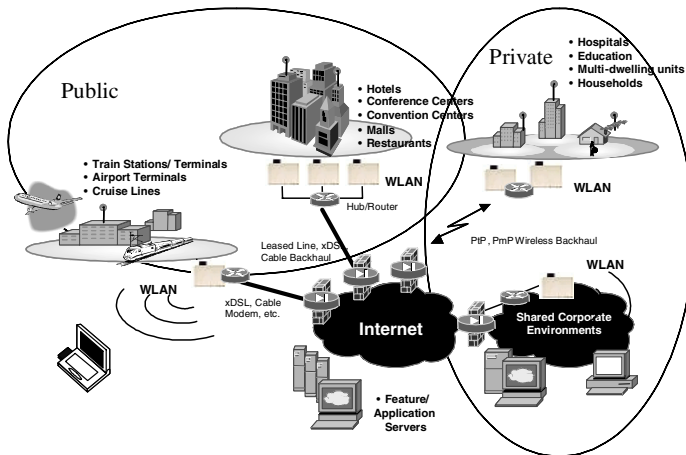 Public
Private
• Hospitals
• Education
• Multi-dwelling units
• Households
• Hotels
• Conference Centers
• Convention Centers
• Malls
• Restaurants
• Train Stations/ Terminals
• Airport Terminals
• Cruise Lines
WLAN
Hub/Router
WLAN
Leased Line, xDSL,
Cable Backhaul
PtP, PmP Wireless Backhaul
WLAN
xDSL, Cable
Modem, etc.
WLAN
Internet
Shared Corporate
Environments
• Feature/
Application
Servers